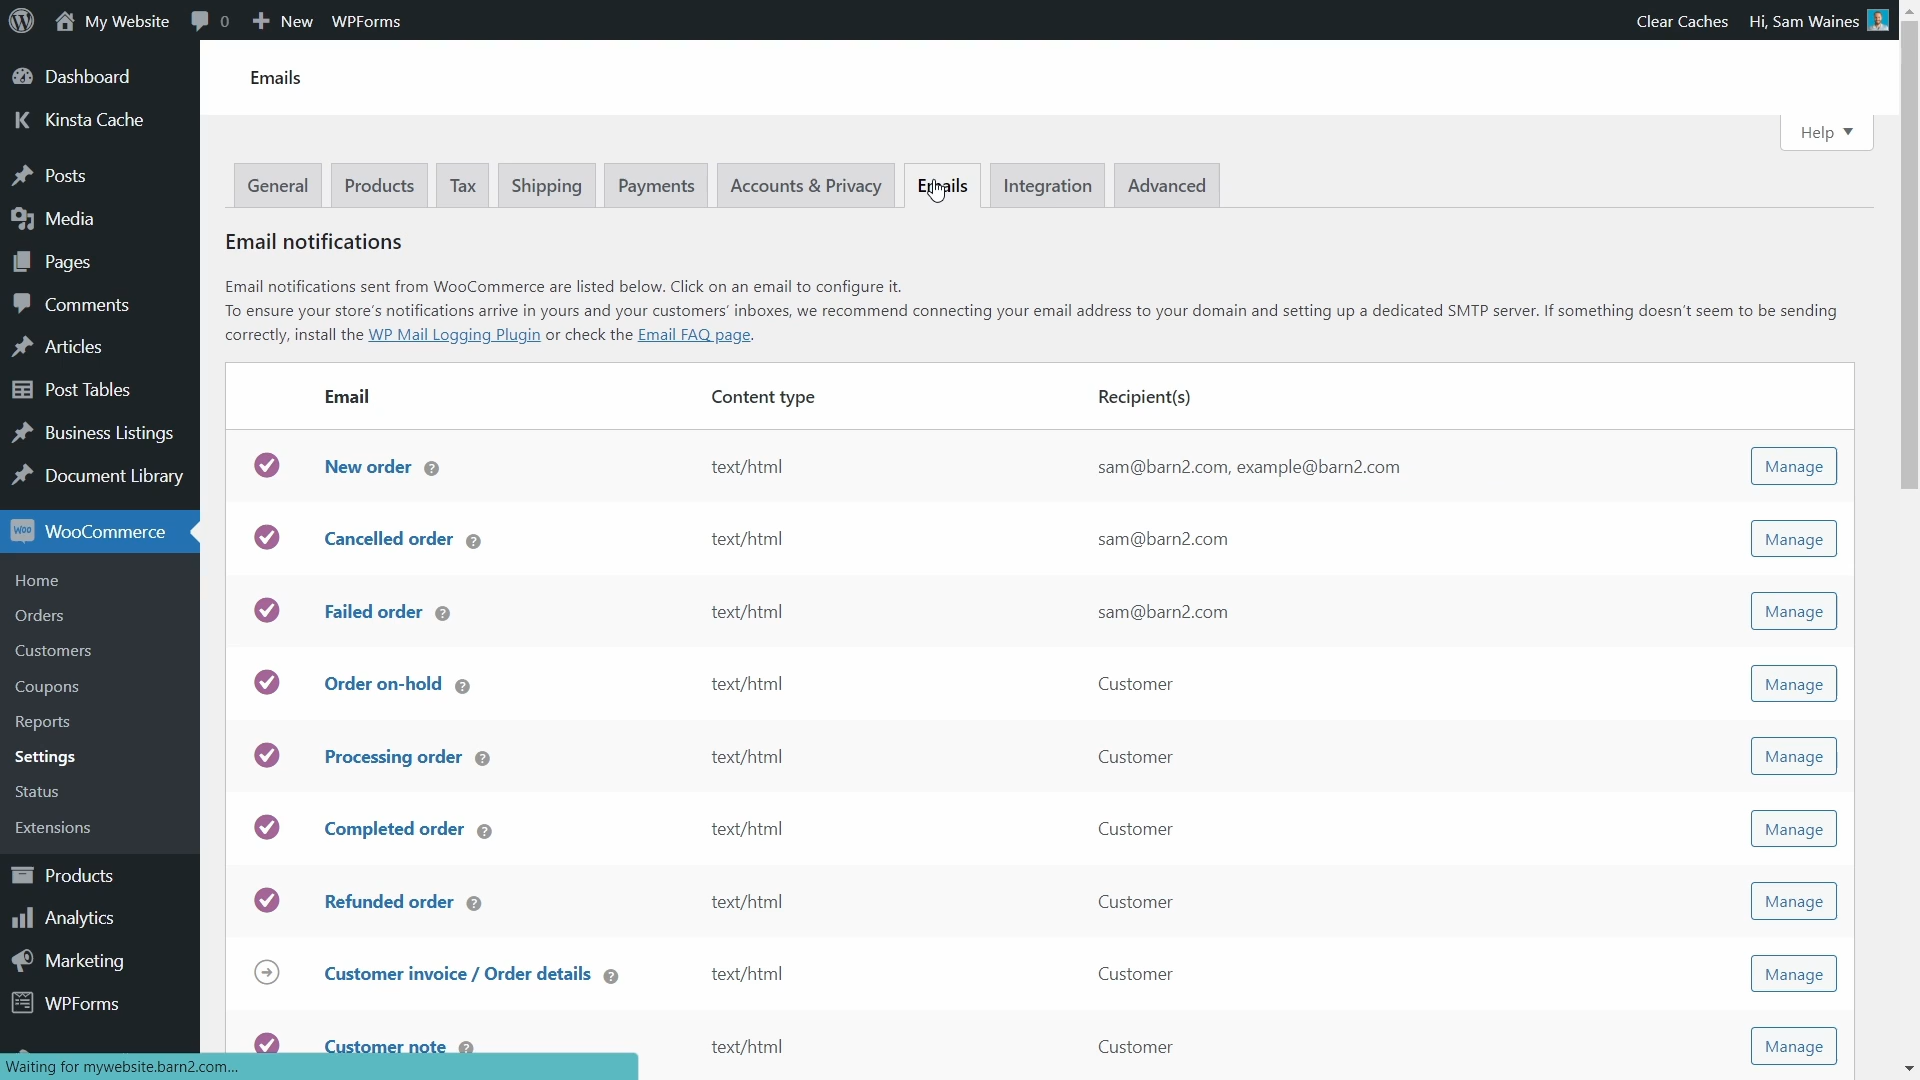 My Website
0
New
WPForms
Clear Caches
Hi, Sam Waines
Dashboard
Kinsta Cache
Posts
Media
Pages
Comments
Articles
Post Tables
Business Listings
Document Library
Woo
WooCommerce
Home
Orders
Customers
Coupons
Reports
Settings
Status
Extensions
Products
Analytics
Marketing
WPForms
Emails
Help
General
Products
Tax
Shipping
Payments
Accounts & Privacy
Emails
Integration
Advanced
Email notifications
Email notifications sent from WooCommerce are listed below. Click on an email to configure it.
To ensure your store's notifications arrive in yours and your customers' inboxes, we recommend connecting your email address to your domain and setting up a dedicated SMTP server. If something doesn't seem to be sending
correctly, install the WP Mail Logging Plugin or check the Email FAQ page.
Email Content type Recipient(s)
New order ? text/html sam@barn2.com, example@barn2.com Manage
Cancelled order ? text/html sam@barn2.com Manage
Failed order ? text/html sam@barn2.com Manage
Order on-hold ? text/html Customer Manage
Processing order ? text/html Customer Manage
Completed order ? text/html Customer Manage
Refunded order ? text/html Customer Manage
Customer invoice / Order details ? text/html Customer Manage
Customer note ? text/html Customer Manage
Waiting for mywebsite.barn2.com...